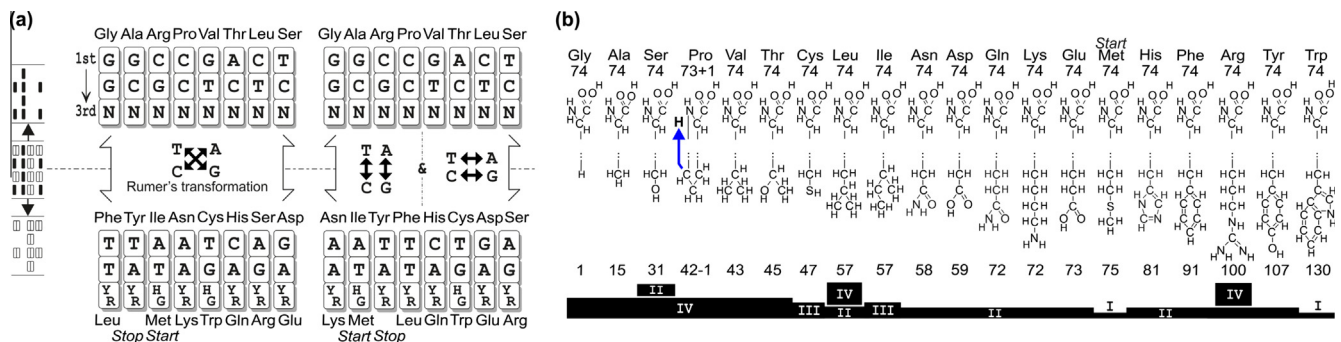 (a)
Gly Ala Arg Pro Val Thr Leu Ser
1st G G C C G A C T
G C G C T C T C
3rd N N N N N N N N
T A
C G
Rumer's transformation
Phe Tyr Ile Asn Cys His Ser Asp
T T A A T C A G
T A T A G A G A
Y R Y R H G Y R H G Y R Y R Y R
Leu Met Lys Trp Gln Arg Glu
Stop Start
Gly Ala Arg Pro Val Thr Leu Ser
G G C C G A C T
G C G C T C T C
N N N N N N N N
T A
C G
&
T A
C G
Asn Ile Tyr Phe His Cys Asp Ser
A A T T C T G A
A T A T A G A G
Y R H G Y R Y R Y R H G Y R Y R
Lys Met Leu Gln Trp Glu Arg
Start Stop
(b)
Start
Gly Ala Ser Pro Val Thr Cys Leu Ile Asn Asp Gln Lys Glu Met His Phe Arg Tyr Trp
74 74 74 73+1 74 74 74 74 74 74 74 74 74 74 74 74 74 74 74 74
H
1 15 31 42-1 43 45 47 57 57 58 59 72 72 73 75 81 91 100 107 130
II IV IV
IV III II III II I II I